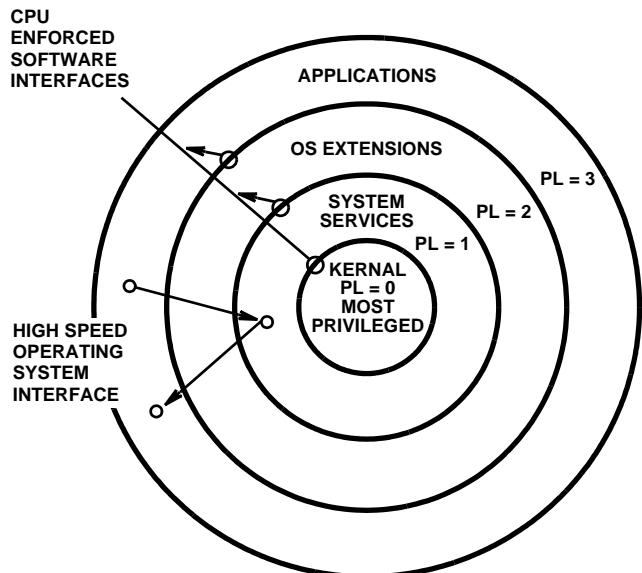 CPU
ENFORCED
SOFTWARE
INTERFACES
APPLICATIONS
OS EXTENSIONS
PL = 3
SYSTEM
SERVICES
PL = 2
PL = 1
KERNAL
PL = 0
MOST
PRIVILEGED
HIGH SPEED
OPERATING
SYSTEM
INTERFACE